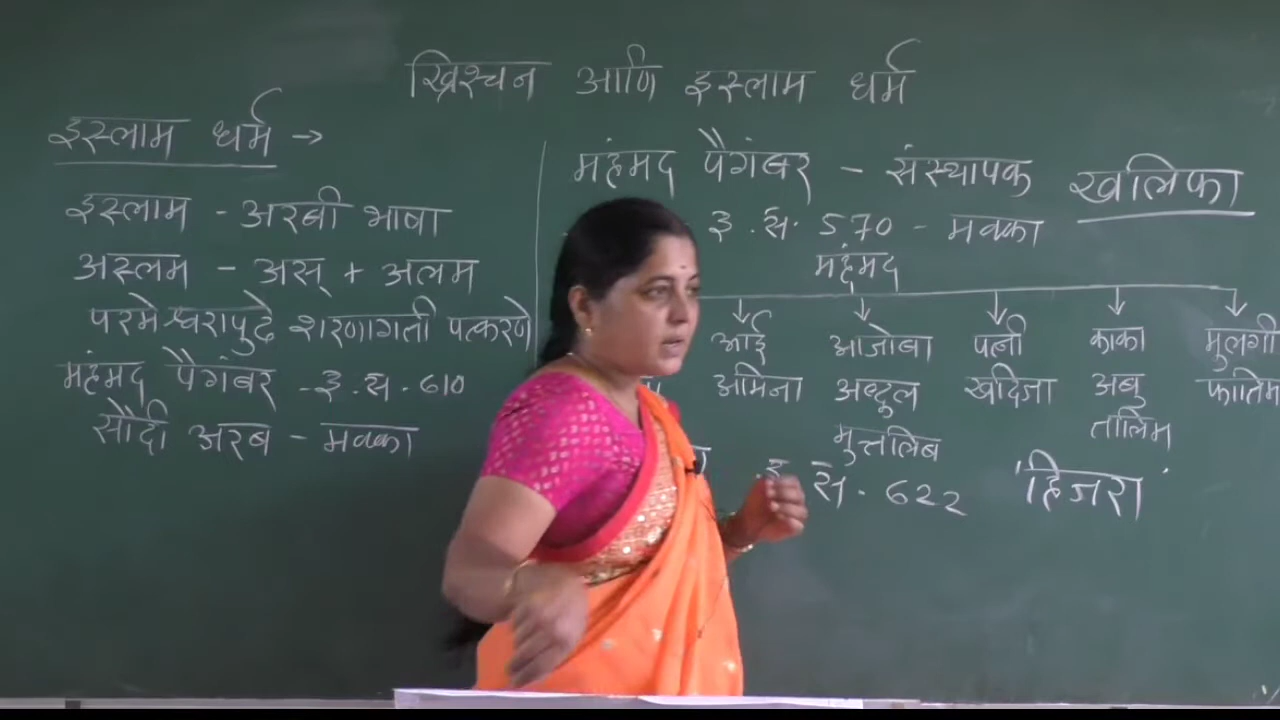 ख्रिश्चन आणि इस्लाम धर्म
इस्लाम धर्म →
इस्लाम - अरबी भाषा
अस्लम - अस् + अलम
परमेश्वरापुढे शरणागती पत्करणे
महंमद पैगंबर - इ.स. 610
सौदी अरब - मक्का
महंमद पैगंबर - संस्थापक
खलिफा
इ.स. 570 - मक्का
महंमद
आई आजोबा पत्नी काका मुलगी
अमिना अब्दूल खदिजा अबु फातिम
मुत्तलिब तालिम
स. 622 'हिजरा'